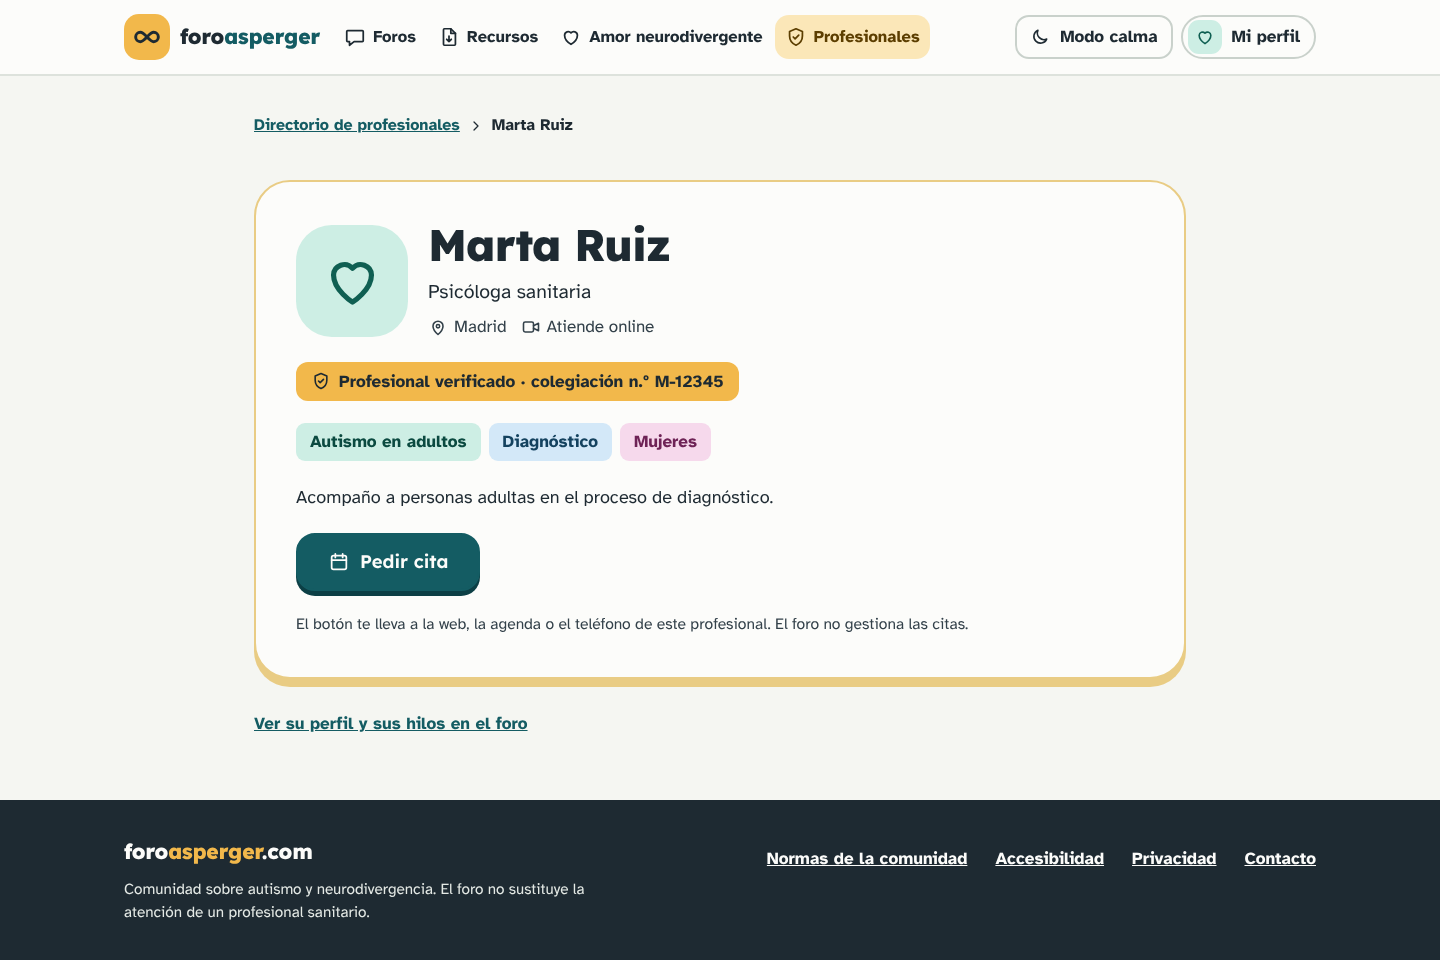 foroasperger
Foros
Recursos
Amor neurodivergente
Profesionales
Modo calma
Mi perfil
Directorio de profesionales > Marta Ruiz
Marta Ruiz
Psicóloga sanitaria
Madrid
Atiende online
Profesional verificado · colegiación n.º M-12345
Autismo en adultos
Diagnóstico
Mujeres
Acompaño a personas adultas en el proceso de diagnóstico.
Pedir cita
El botón te lleva a la web, la agenda o el teléfono de este profesional. El foro no gestiona las citas.
Ver su perfil y sus hilos en el foro
foroasperger.com
Comunidad sobre autismo y neurodivergencia. El foro no sustituye la
atención de un profesional sanitario.
Normas de la comunidad
Accesibilidad
Privacidad
Contacto